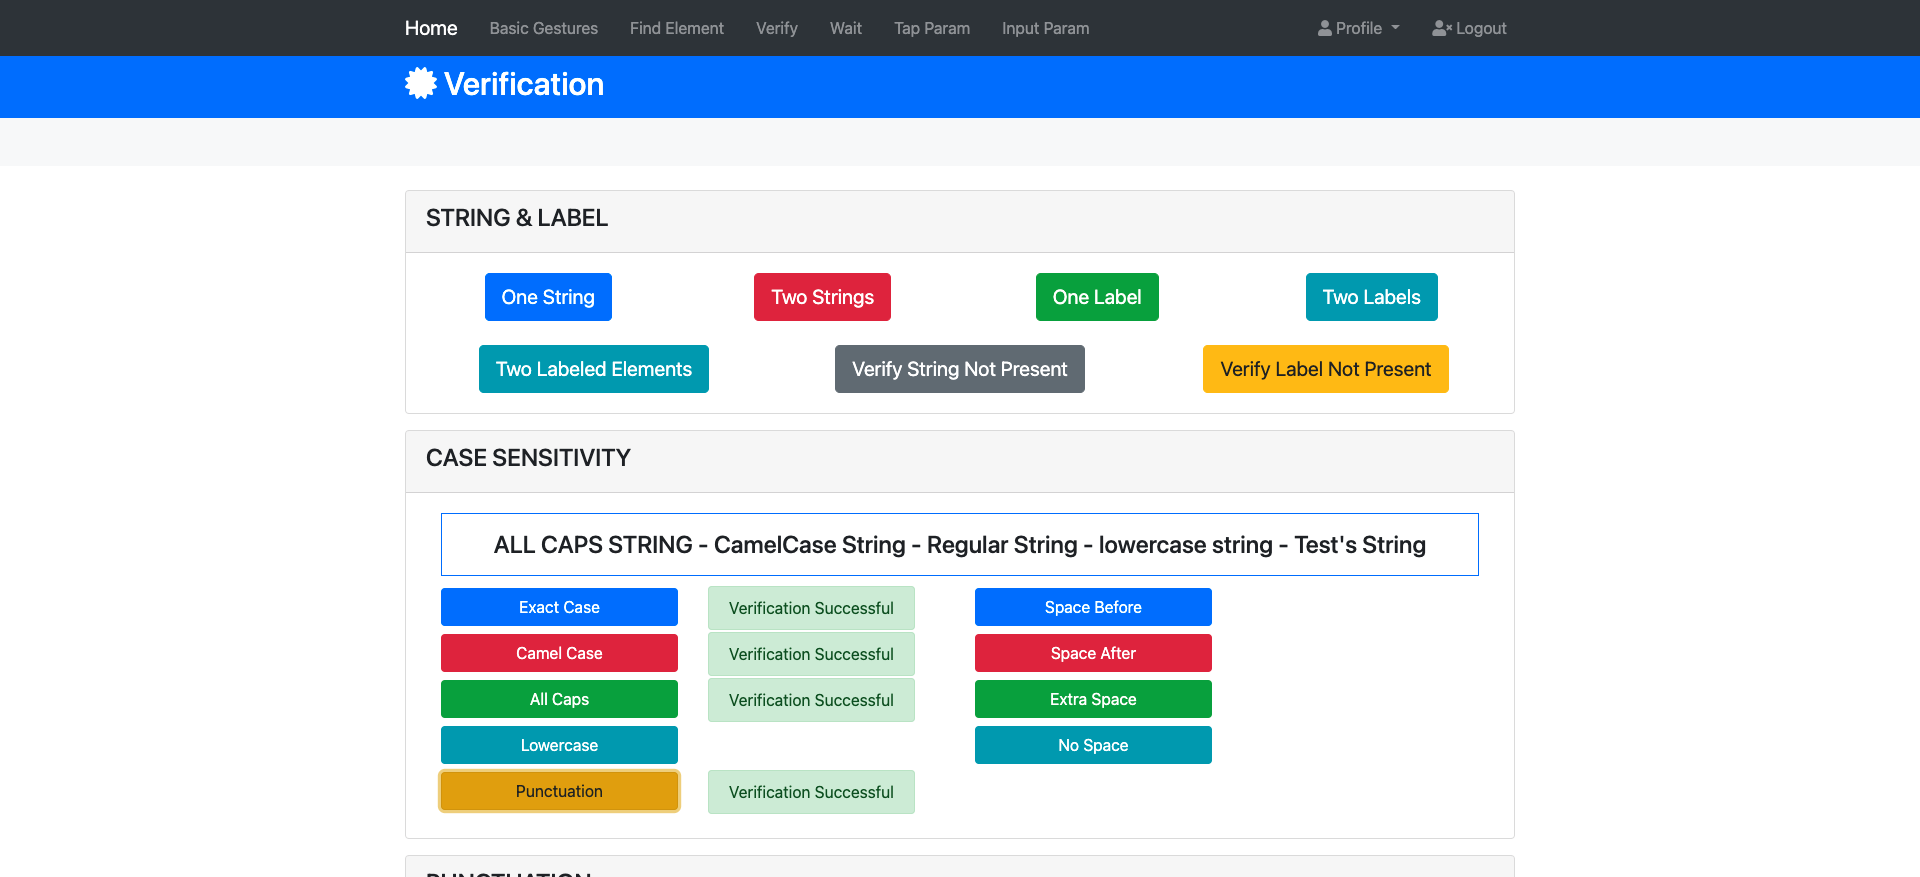 Home Basic Gestures Find Element Verify Wait Tap Param Input Param Profile Logout
Verification
STRING & LABEL
One String Two Strings One Label Two Labels
Two Labeled Elements Verify String Not Present Verify Label Not Present
CASE SENSITIVITY
ALL CAPS STRING - CamelCase String - Regular String - lowercase string - Test's String
Exact Case Verification Successful Space Before
Camel Case Verification Successful Space After
All Caps Verification Successful Extra Space
Lowercase No Space
Punctuation Verification Successful
PUNCTUATION